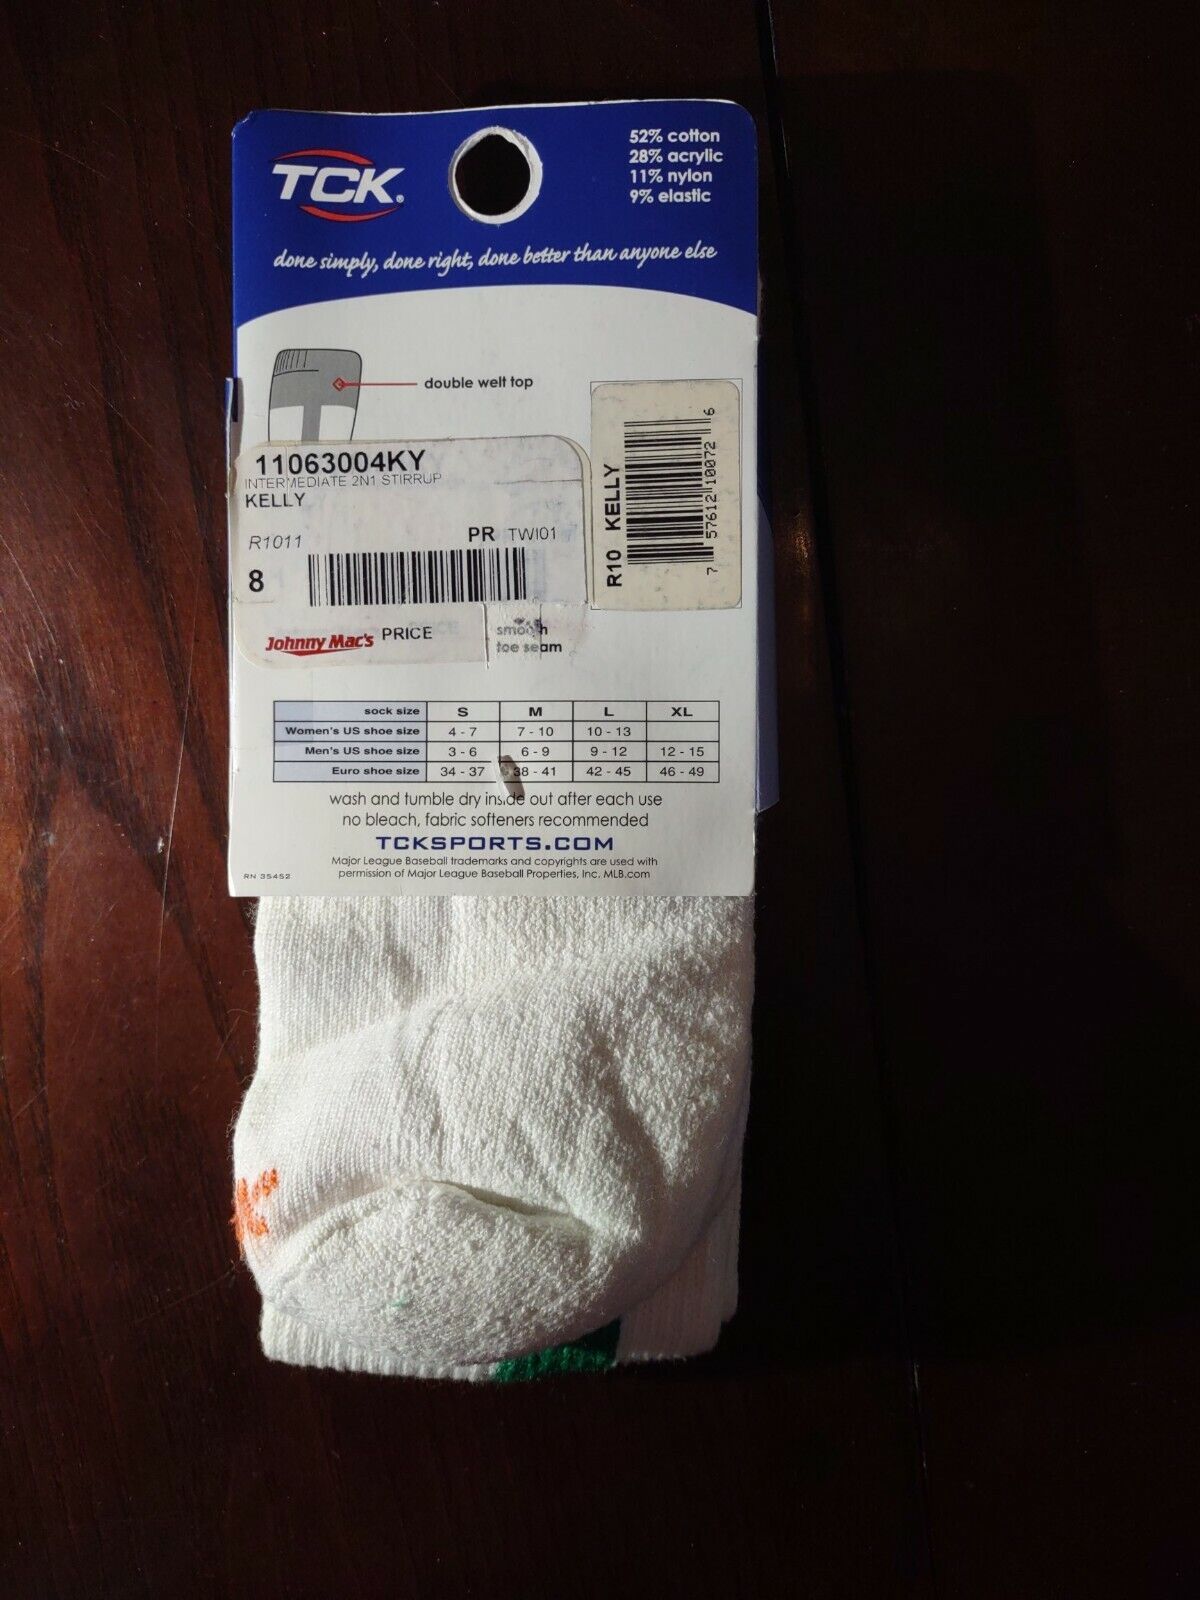 TCK®
52% cotton
28% acrylic
11% nylon
9% elastic
done simply, done right, done better than anyone else
double welt top
11063004KY
INTERMEDIATE 2N1 STIRRUP
KELLY
R1011
PR TWI01
8
Johnny Mac's PRICE
R10 KELLY
7 57612 10072 6
smooth
toe seam
sock size S M L XL
Women's US shoe size 4 - 7 7 - 10 10 - 13
Men's US shoe size 3 - 6 6 - 9 9 - 12 12 - 15
Euro shoe size 34 - 37 38 - 41 42 - 45 46 - 49
wash and tumble dry inside out after each use
no bleach, fabric softeners recommended
TCKSPORTS.COM
Major League Baseball trademarks and copyrights are used with
permission of Major League Baseball Properties, Inc. MLB.com
RN 35452